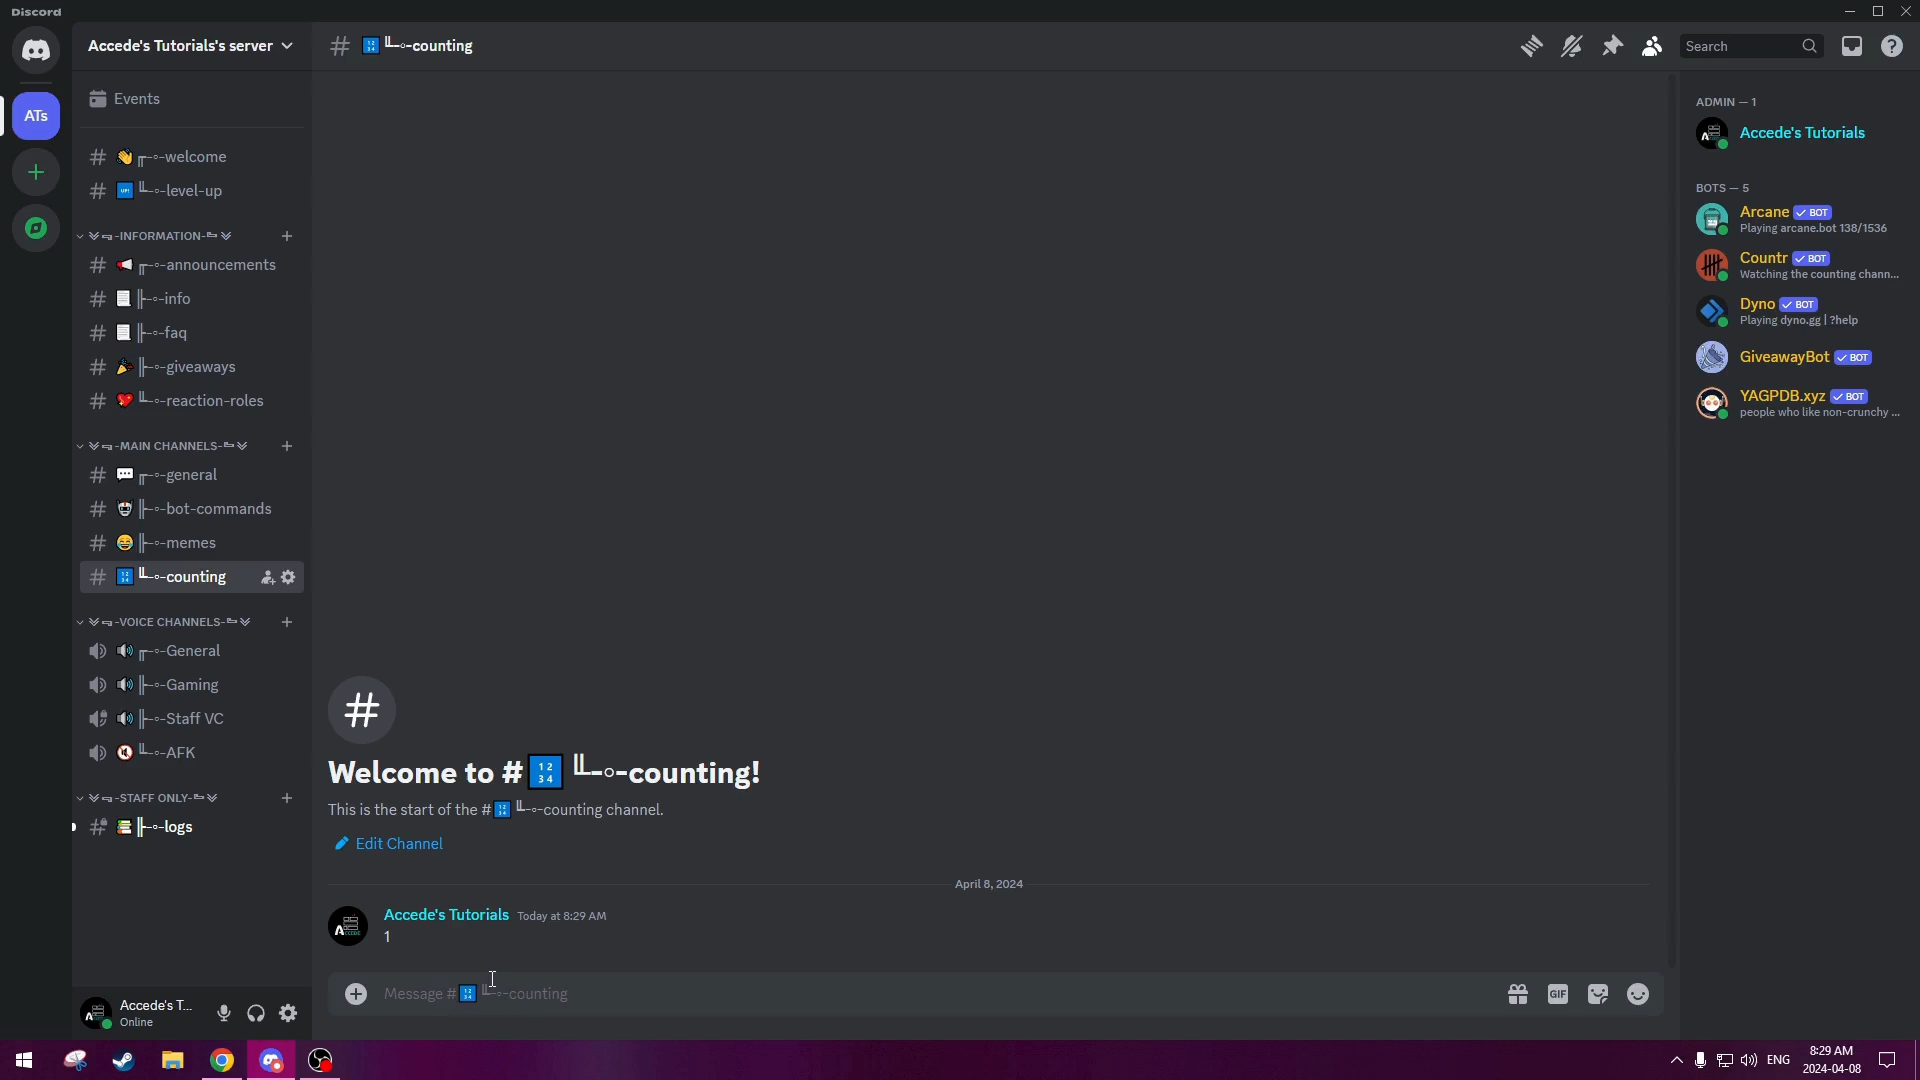 Discord
Accede's Tutorials's server
ATs
Events
# 👋╔-◦-welcome
# 🆙╚-◦-level-up
-INFORMATION-
# 📢╔-◦-announcements
# 📃╠-◦-info
# 📃╠-◦-faq
# 🎉╠-◦-giveaways
# 💖╚-◦-reaction-roles
-MAIN CHANNELS-
# 💬╔-◦-general
# 🤖╠-◦-bot-commands
# 😂╠-◦-memes
# 🔢╚-◦-counting
-VOICE CHANNELS-
🔊╔-◦-General
🔊╠-◦-Gaming
🔊╠-◦-Staff VC
🔇╚-◦-AFK
-STAFF ONLY-
# 📚╠-◦-logs
Accede's T...
Online
# 🔢╚-◦-counting
Search
Welcome to #🔢╚-◦-counting!
This is the start of the #🔢╚-◦-counting channel.
Edit Channel
April 8, 2024
Accede's Tutorials Today at 8:29 AM
1
Message #🔢╚-◦-counting
GIF
ADMIN — 1
Accede's Tutorials
BOTS — 5
Arcane ✓ BOT
Playing arcane.bot 138/1536
Countr ✓ BOT
Watching the counting chann...
Dyno ✓ BOT
Playing dyno.gg | ?help
GiveawayBot ✓ BOT
YAGPDB.xyz ✓ BOT
people who like non-crunchy ...
ENG
8:29 AM
2024-04-08